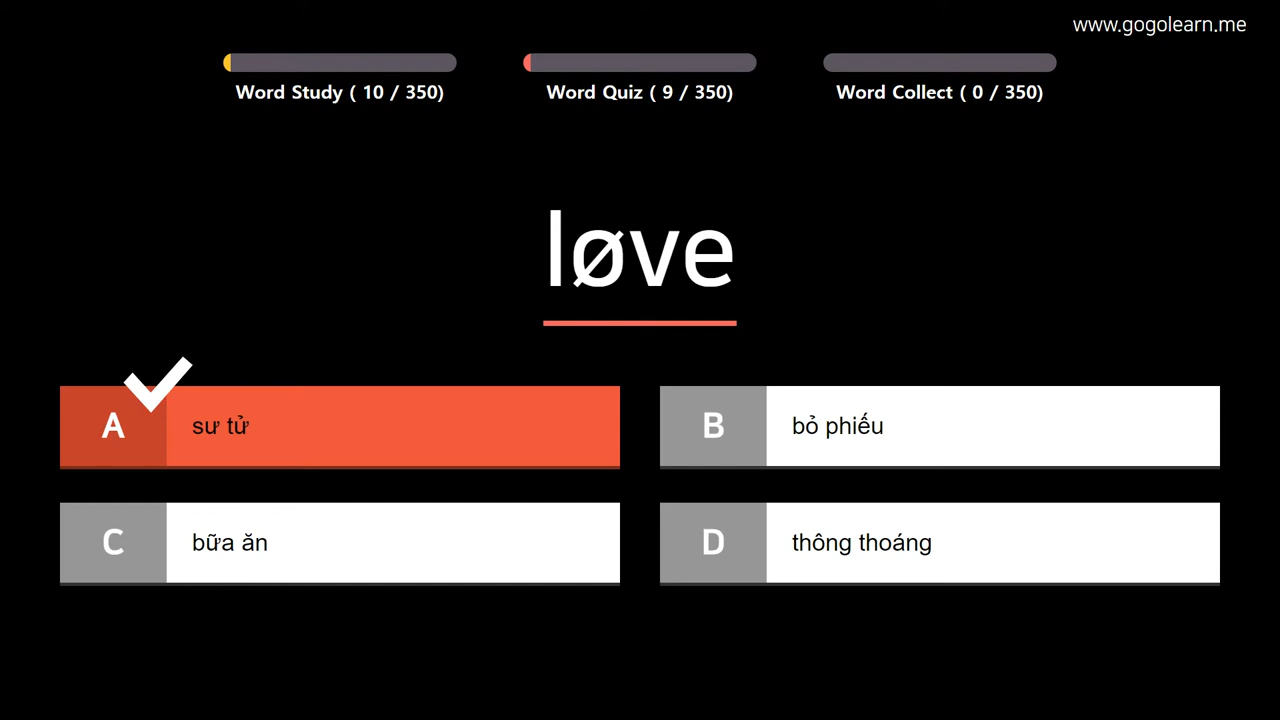 www.gogolearn.me
Word Study ( 10 / 350)
Word Quiz ( 9 / 350)
Word Collect ( 0 / 350)
løve
A
sư tử
B
bỏ phiếu
C
bữa ăn
D
thông thoáng